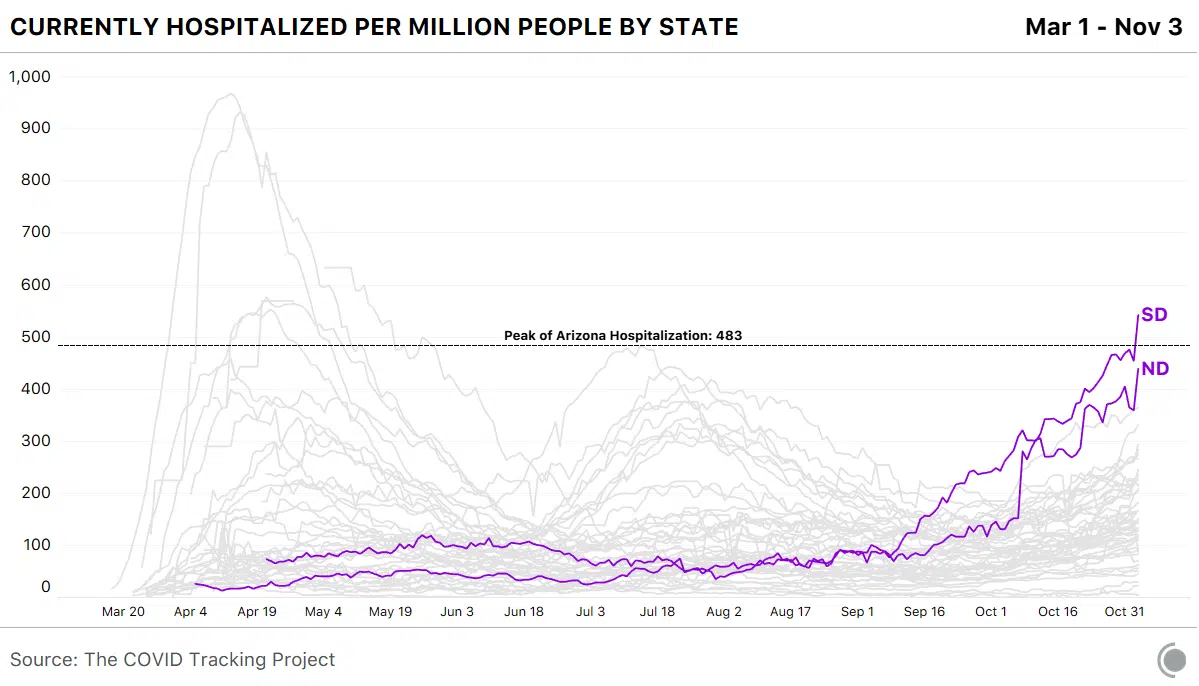 CURRENTLY HOSPITALIZED PER MILLION PEOPLE BY STATE Mar 1 - Nov 3
1,000
900
800
700
600
500
400
300
200
100
0
Peak of Arizona Hospitalization: 483
SD
ND
Mar 20 Apr 4 Apr 19 May 4 May 19 Jun 3 Jun 18 Jul 3 Jul 18 Aug 2 Aug 17 Sep 1 Sep 16 Oct 1 Oct 16 Oct 31
Source: The COVID Tracking Project